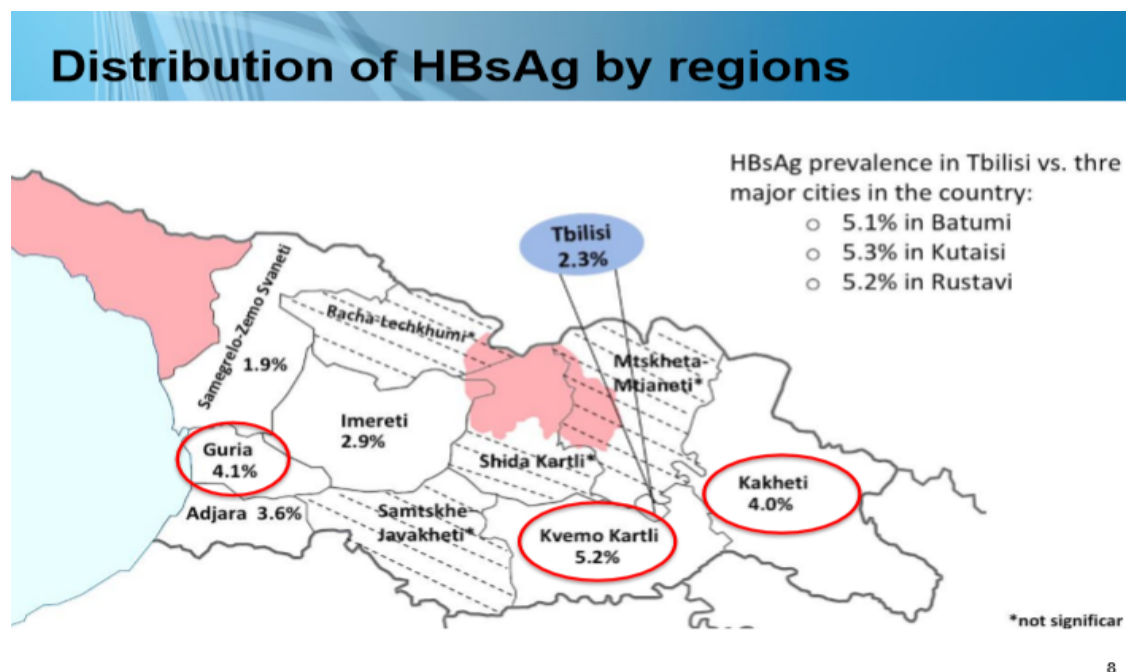 Distribution of HBsAg by regions
HBsAg prevalence in Tbilisi vs. thre
major cities in the country:
o 5.1% in Batumi
o 5.3% in Kutaisi
o 5.2% in Rustavi
Tbilisi
2.3%
Samegrelo-Zemo Svaneti
1.9%
Racha-Lechkhumi*
Mtskheta-
Mtianeti*
Imereti
2.9%
Guria
4.1%
Shida Kartli*
Kakheti
4.0%
Adjara 3.6%
Samtskhe-
Javakheti*
Kvemo Kartli
5.2%
*not significar
8